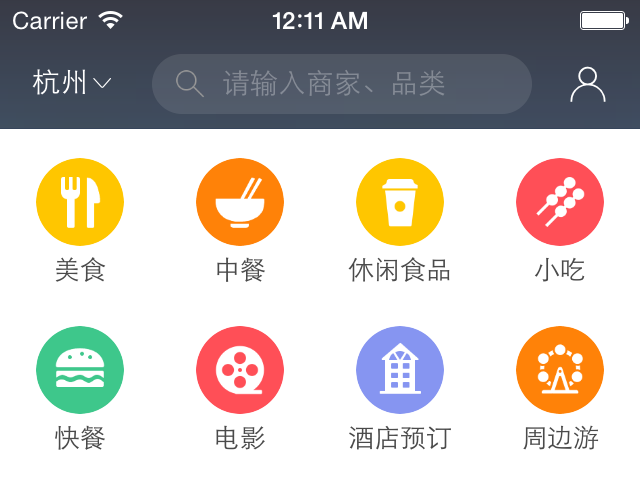 Carrier 12:11 AM
杭州 请输入商家、品类
美食 中餐 休闲食品 小吃
快餐 电影 酒店预订 周边游